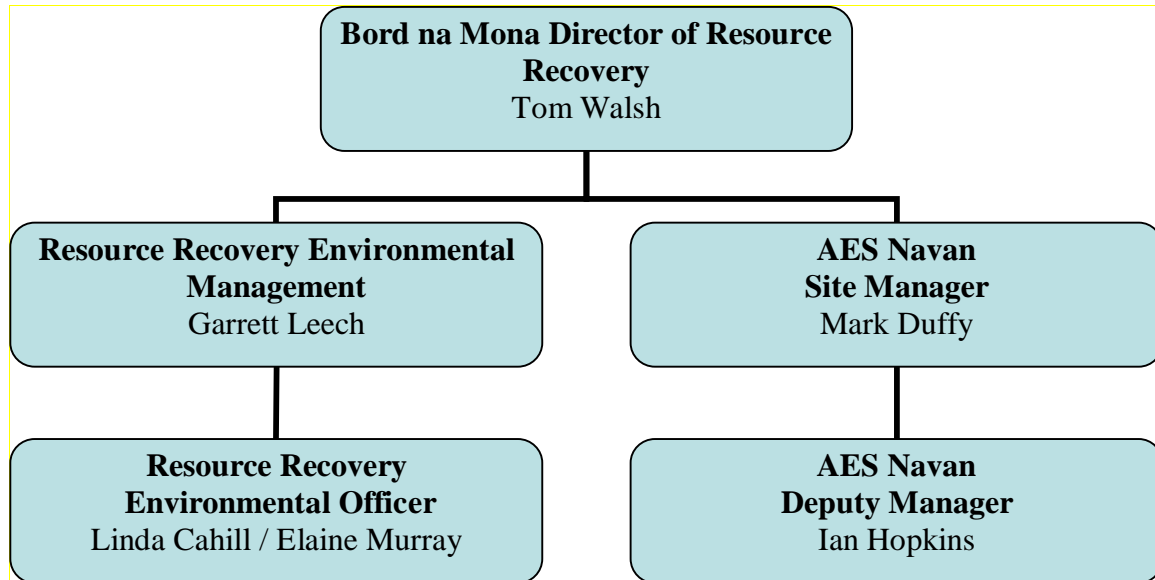 Bord na Mona Director of Resource
Recovery
Tom Walsh
Resource Recovery Environmental
Management
Garrett Leech
AES Navan
Site Manager
Mark Duffy
Resource Recovery
Environmental Officer
Linda Cahill / Elaine Murray
AES Navan
Deputy Manager
Ian Hopkins